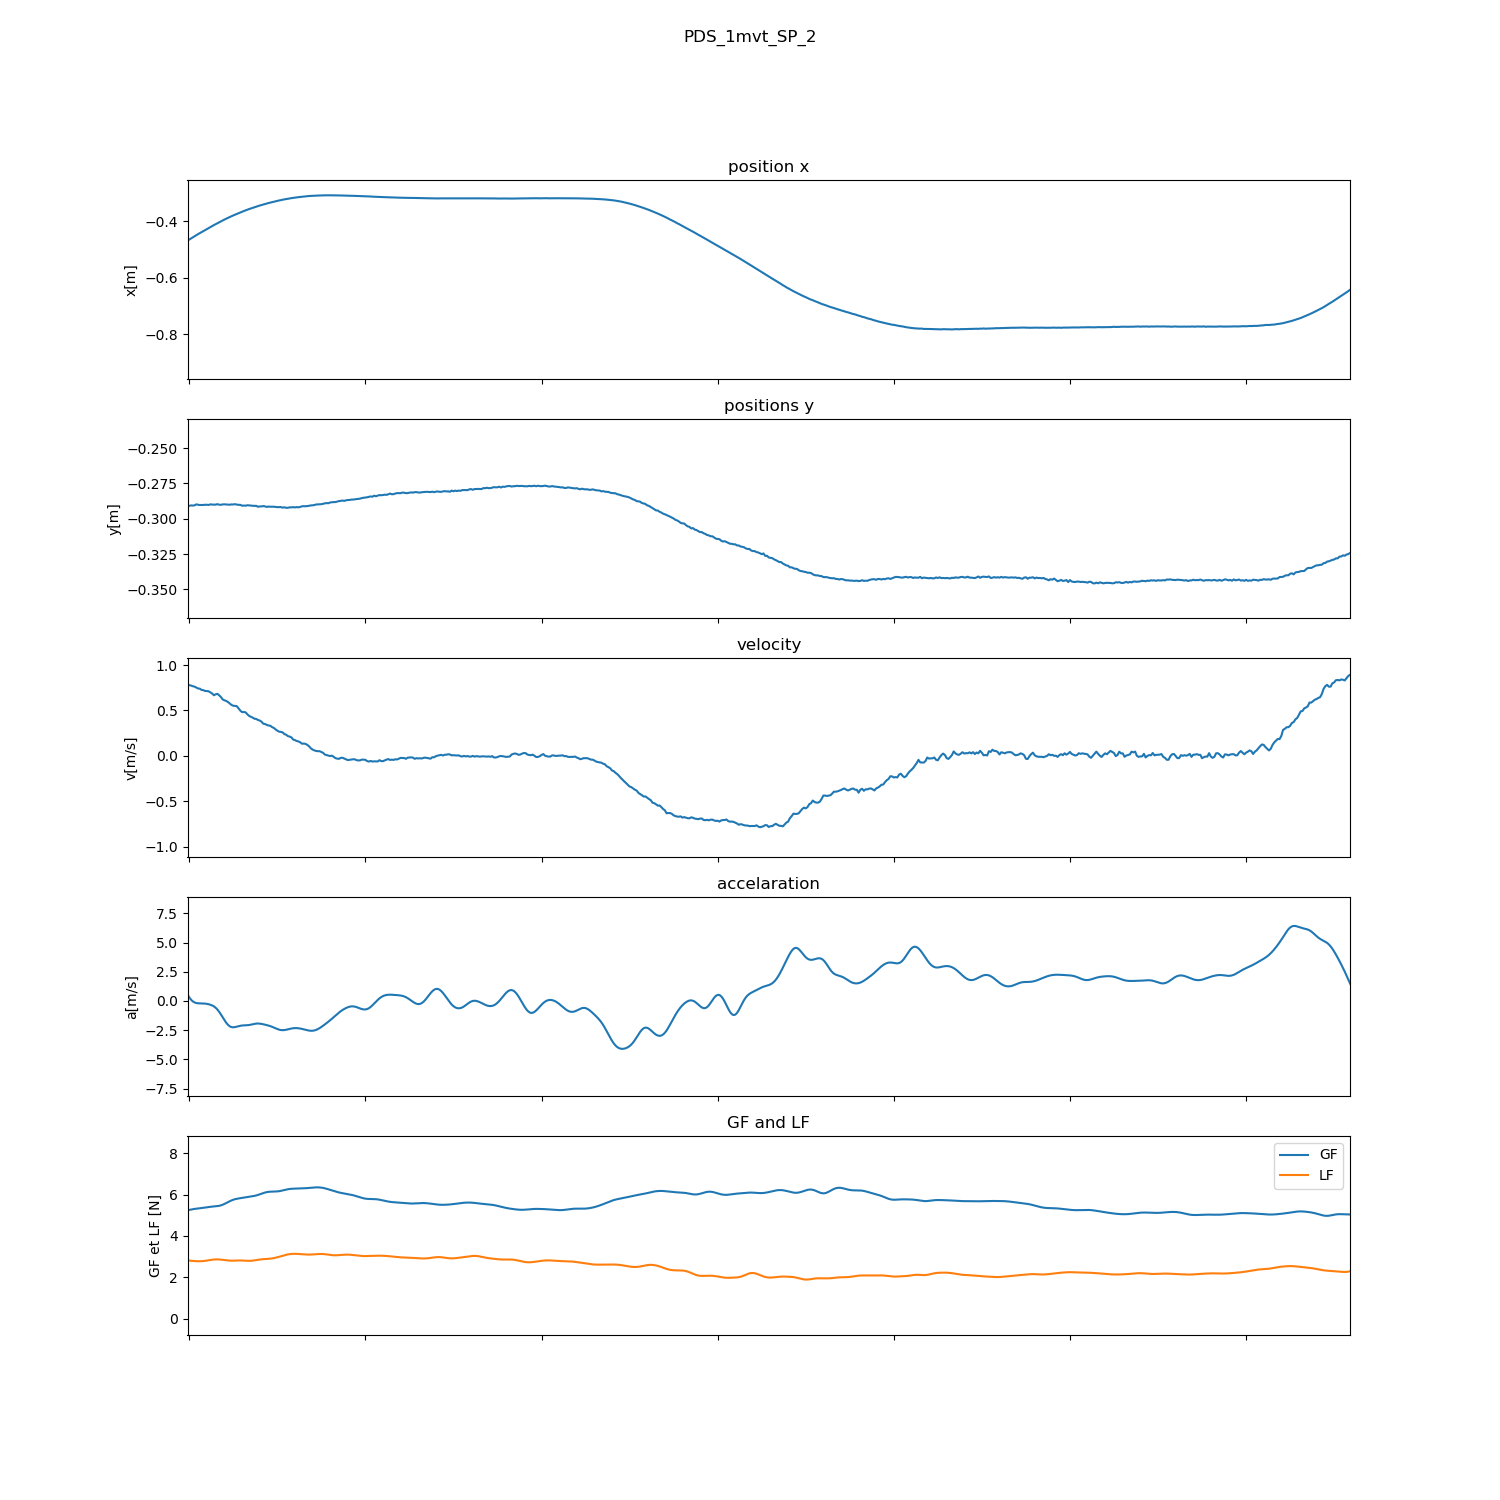 PDS_1mvt_SP_2
position x
−0.4
−0.6
−0.8
x[m]
positions y
−0.250
−0.275
−0.300
−0.325
−0.350
y[m]
velocity
1.0
0.5
0.0
−0.5
−1.0
v[m/s]
accelaration
7.5
5.0
2.5
0.0
−2.5
−5.0
−7.5
a[m/s]
GF and LF
8
6
4
2
0
GF et LF [N]
GF
LF